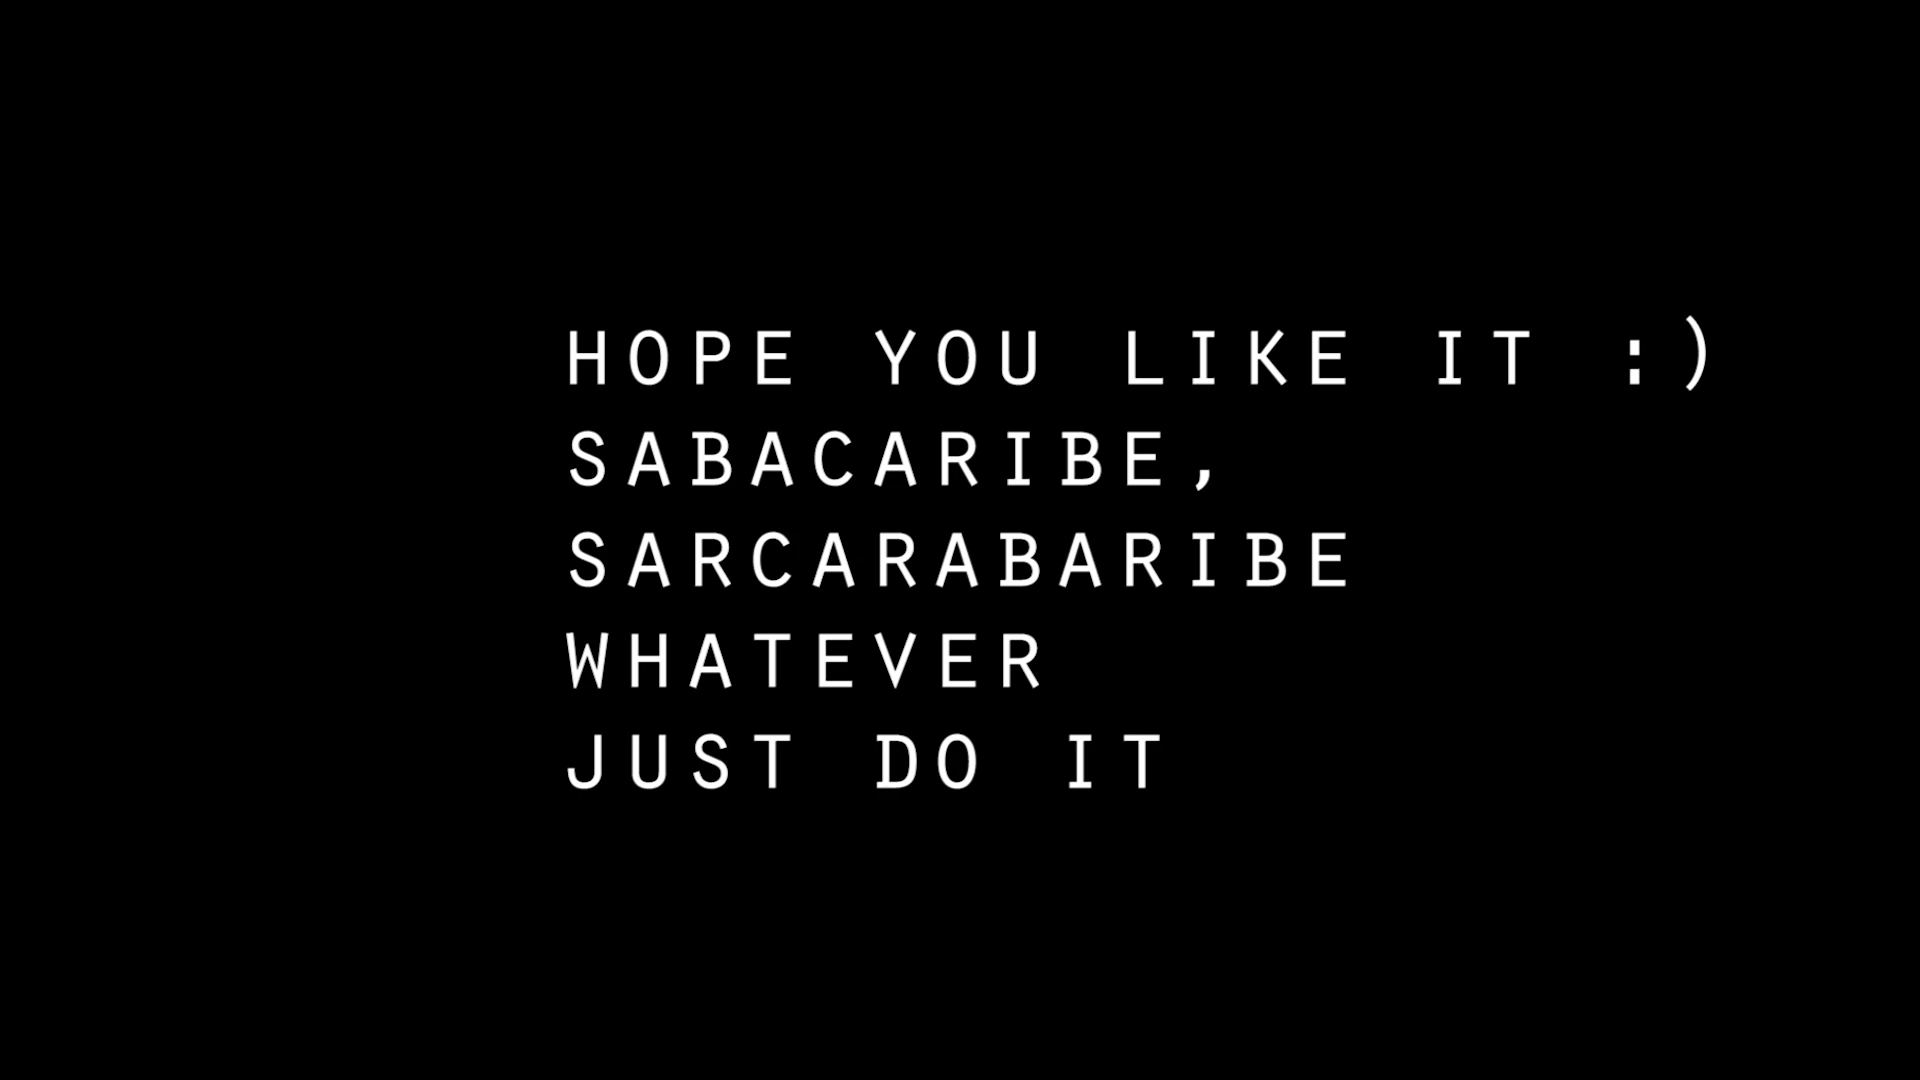 HOPE YOU LIKE IT :)
SABACARIBE,
SARCARABARIBE
WHATEVER
JUST DO IT